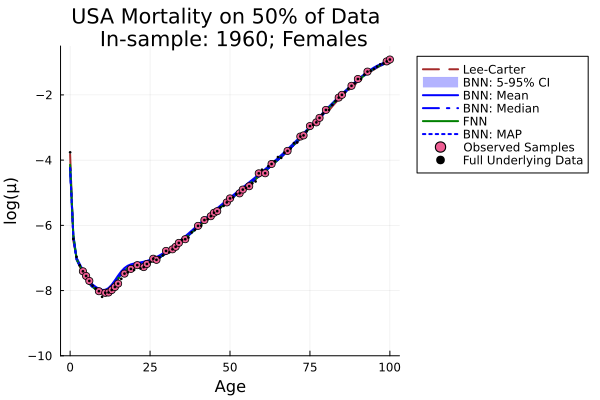 USA Mortality on 50% of Data
In-sample: 1960; Females
Lee-Carter
BNN: 5-95% CI
BNN: Mean
BNN: Median
FNN
BNN: MAP
Observed Samples
Full Underlying Data
log(μ)
−2
−4
−6
−8
−10
0 25 50 75 100
Age